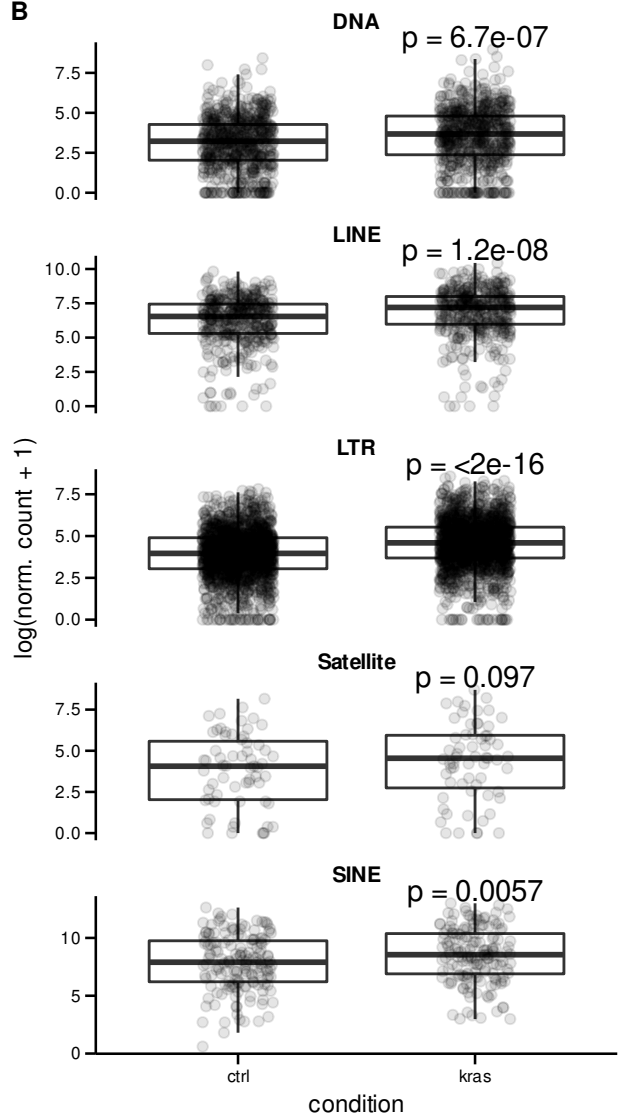 B
DNA
p = 6.7e-07
7.5
5.0
2.5
0.0
LINE
p = 1.2e-08
10.0
7.5
5.0
2.5
0.0
LTR
p = <2e-16
7.5
5.0
2.5
0.0
log(norm. count + 1)
Satellite
p = 0.097
7.5
5.0
2.5
0.0
SINE
p = 0.0057
10
5
0
ctrl
kras
condition